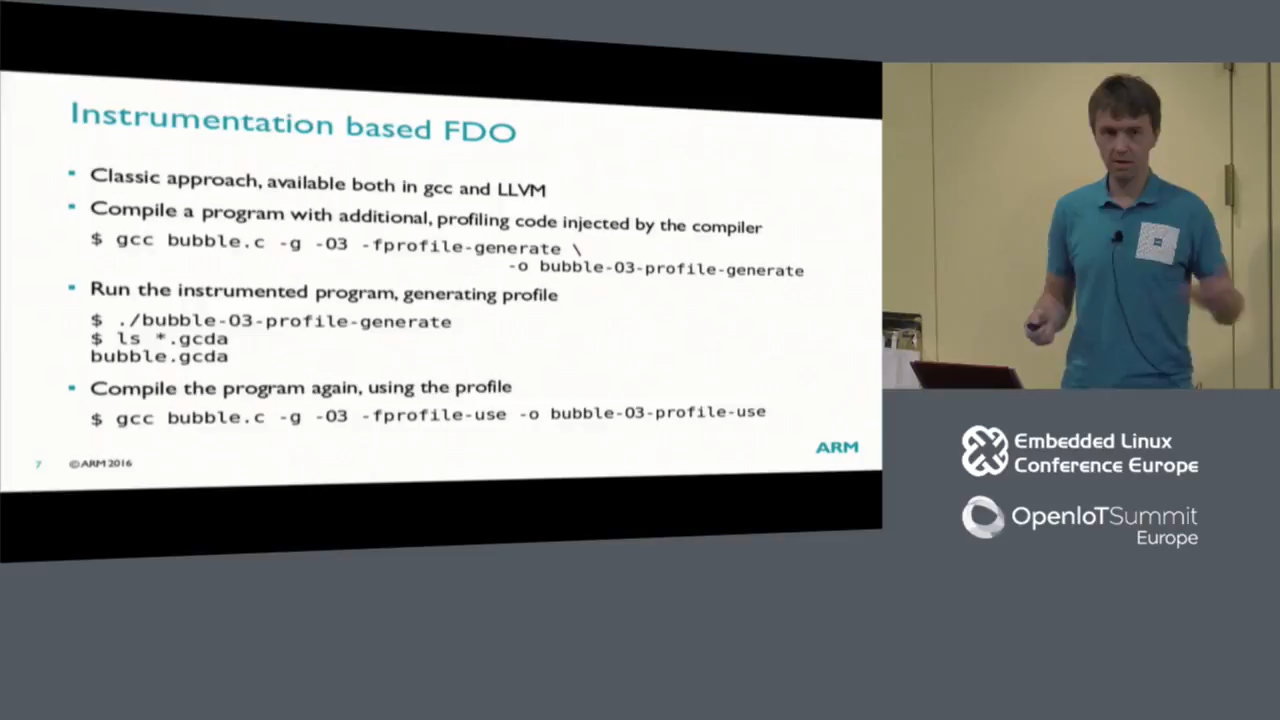 Instrumentation based FDO
Classic approach, available both in gcc and LLVM
Compile a program with additional, profiling code injected by the compiler
$ gcc bubble.c -g -O3 -fprofile-generate \
-o bubble-O3-profile-generate
Run the instrumented program, generating profile
$ ./bubble-O3-profile-generate
$ ls *.gcda
bubble.gcda
Compile the program again, using the profile
$ gcc bubble.c -g -O3 -fprofile-use -o bubble-O3-profile-use
7 ©ARM 2016
ARM
Embedded Linux
Conference Europe
OpenIoTSummit
Europe